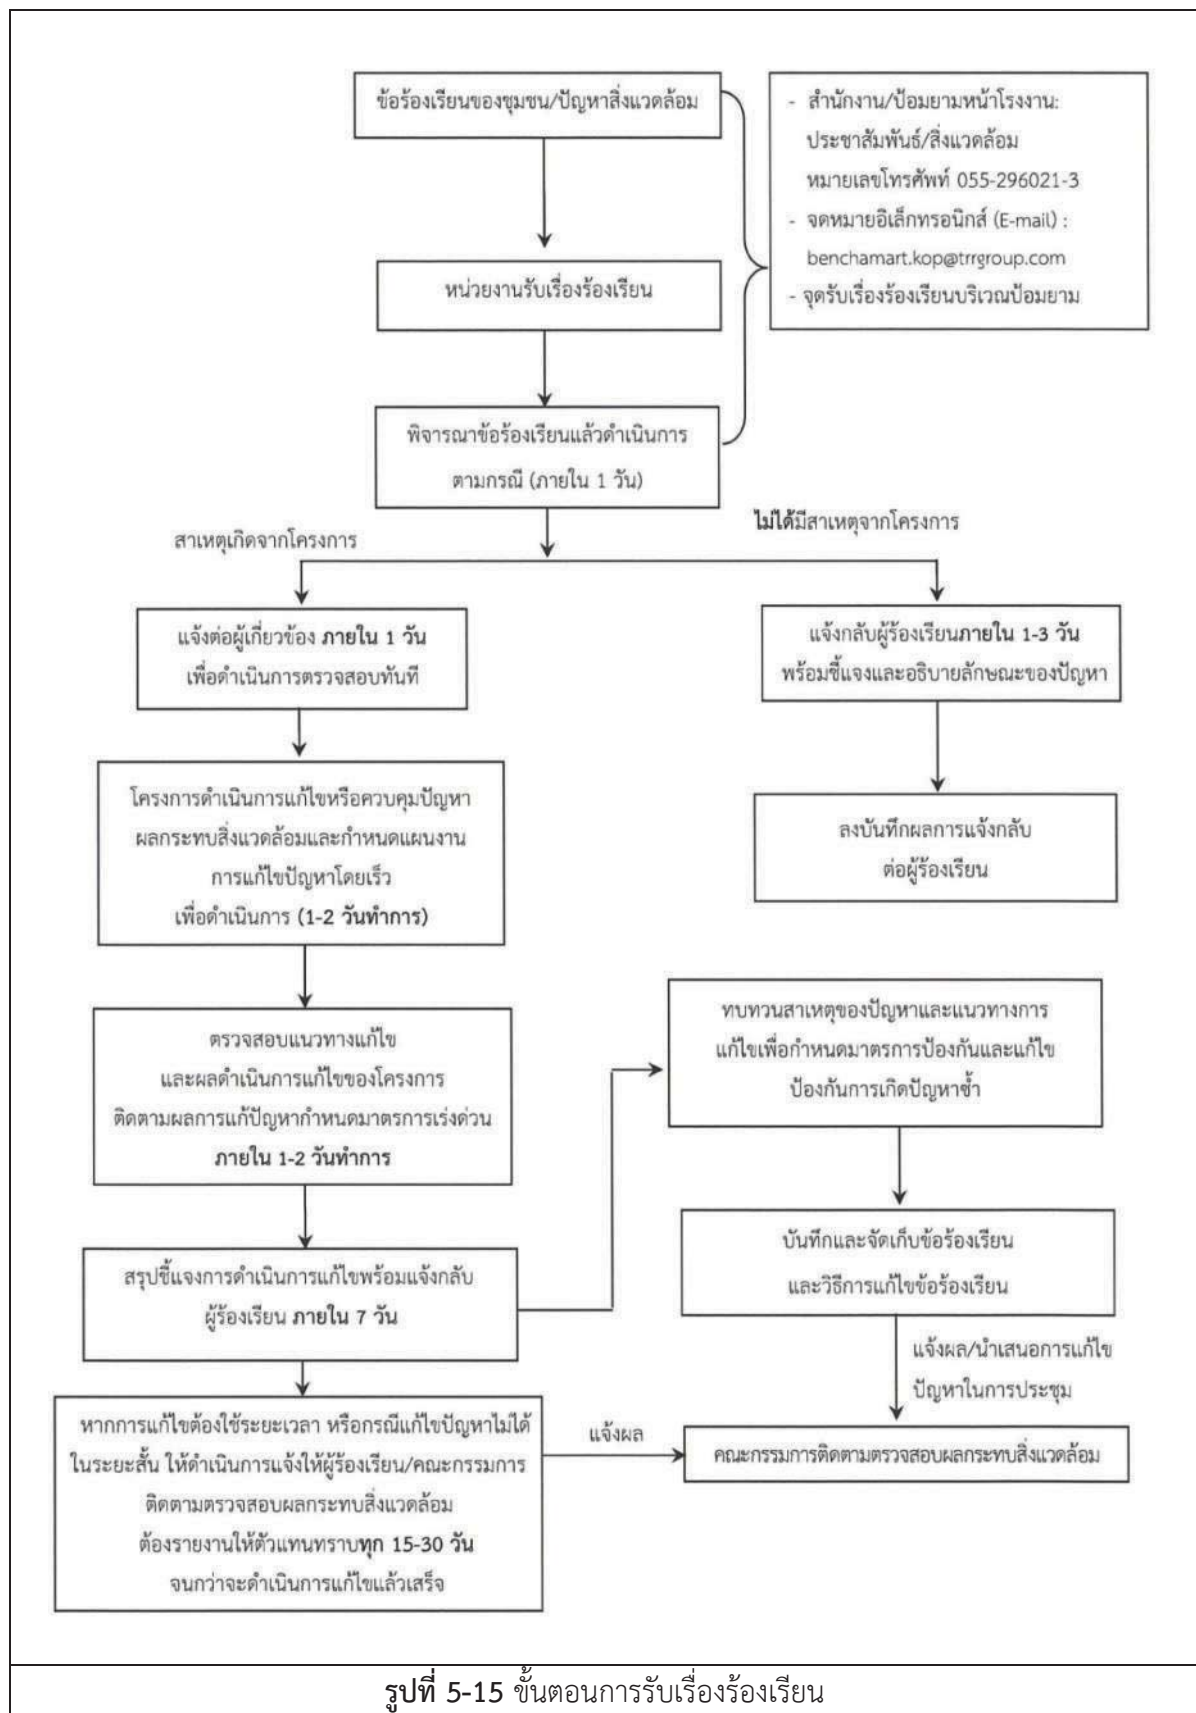 ข้อร้องเรียนของชุมชน/ปัญหาสิ่งแวดล้อม
- สำนักงาน/ป้อมยามหน้าโรงงาน:
ประชาสัมพันธ์/สิ่งแวดล้อม
หมายเลขโทรศัพท์ 055-296021-3
- จดหมายอิเล็กทรอนิกส์ (E-mail) :
benchamart.kop@trrgroup.com
- จุดรับเรื่องร้องเรียนบริเวณป้อมยาม
หน่วยงานรับเรื่องร้องเรียน
พิจารณาข้อร้องเรียนแล้วดำเนินการ
ตามกรณี (ภายใน 1 วัน)
สาเหตุเกิดจากโครงการ
ไม่ได้มีสาเหตุจากโครงการ
แจ้งต่อผู้เกี่ยวข้อง ภายใน 1 วัน
เพื่อดำเนินการตรวจสอบทันที
แจ้งกลับผู้ร้องเรียนภายใน 1-3 วัน
พร้อมชี้แจงและอธิบายลักษณะของปัญหา
โครงการดำเนินการแก้ไขหรือควบคุมปัญหา
ผลกระทบสิ่งแวดล้อมและกำหนดแผนงาน
การแก้ไขปัญหาโดยเร็ว
เพื่อดำเนินการ (1-2 วันทำการ)
ลงบันทึกผลการแจ้งกลับ
ต่อผู้ร้องเรียน
ตรวจสอบแนวทางแก้ไข
และผลดำเนินการแก้ไขของโครงการ
ติดตามผลการแก้ปัญหากำหนดมาตรการเร่งด่วน
ภายใน 1-2 วันทำการ
ทบทวนสาเหตุของปัญหาและแนวทางการ
แก้ไขเพื่อกำหนดมาตรการป้องกันและแก้ไข
ป้องกันการเกิดปัญหาซ้ำ
สรุปชี้แจงการดำเนินการแก้ไขพร้อมแจ้งกลับ
ผู้ร้องเรียน ภายใน 7 วัน
บันทึกและจัดเก็บข้อร้องเรียน
และวิธีการแก้ไขข้อร้องเรียน
แจ้งผล/นำเสนอการแก้ไข
ปัญหาในการประชุม
หากการแก้ไขต้องใช้ระยะเวลา หรือกรณีแก้ไขปัญหาไม่ได้
ในระยะสั้น ให้ดำเนินการแจ้งให้ผู้ร้องเรียน/คณะกรรมการ
ติดตามตรวจสอบผลกระทบสิ่งแวดล้อม
ต้องรายงานให้ตัวแทนทราบทุก 15-30 วัน
จนกว่าจะดำเนินการแก้ไขแล้วเสร็จ
แจ้งผล
คณะกรรมการติดตามตรวจสอบผลกระทบสิ่งแวดล้อม
รูปที่ 5-15 ขั้นตอนการรับเรื่องร้องเรียน